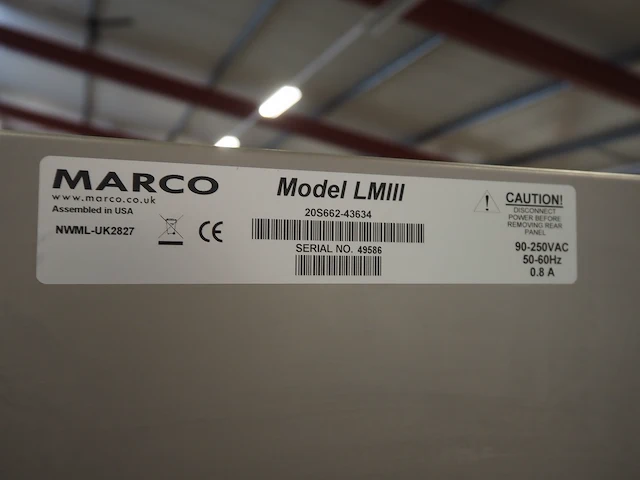 MARCO
www.marco.co.uk
Assembled in USA
NWML-UK2827
CE
Model LMIII
20S662-43634
SERIAL NO. 49586
CAUTION!
DISCONNECT
POWER BEFORE
REMOVING REAR
PANEL
90-250VAC
50-60Hz
0.8 A